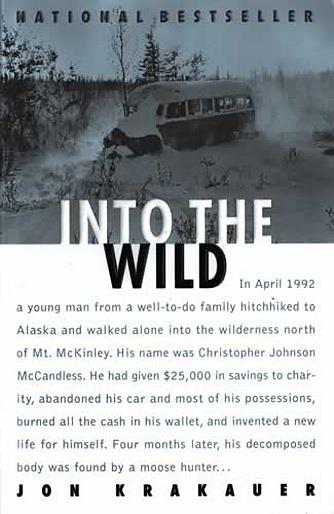 NATIONAL BESTSELLER
INTO THE
WILD
In April 1992
a young man from a well-to-do family hitchhiked to
Alaska and walked alone into the wilderness north
of Mt. McKinley. His name was Christopher Johnson
McCandless. He had given $25,000 in savings to char-
ity, abandoned his car and most of his possessions,
burned all the cash in his wallet, and invented a new
life for himself. Four months later, his decomposed
body was found by a moose hunter...
JON KRAKAUER